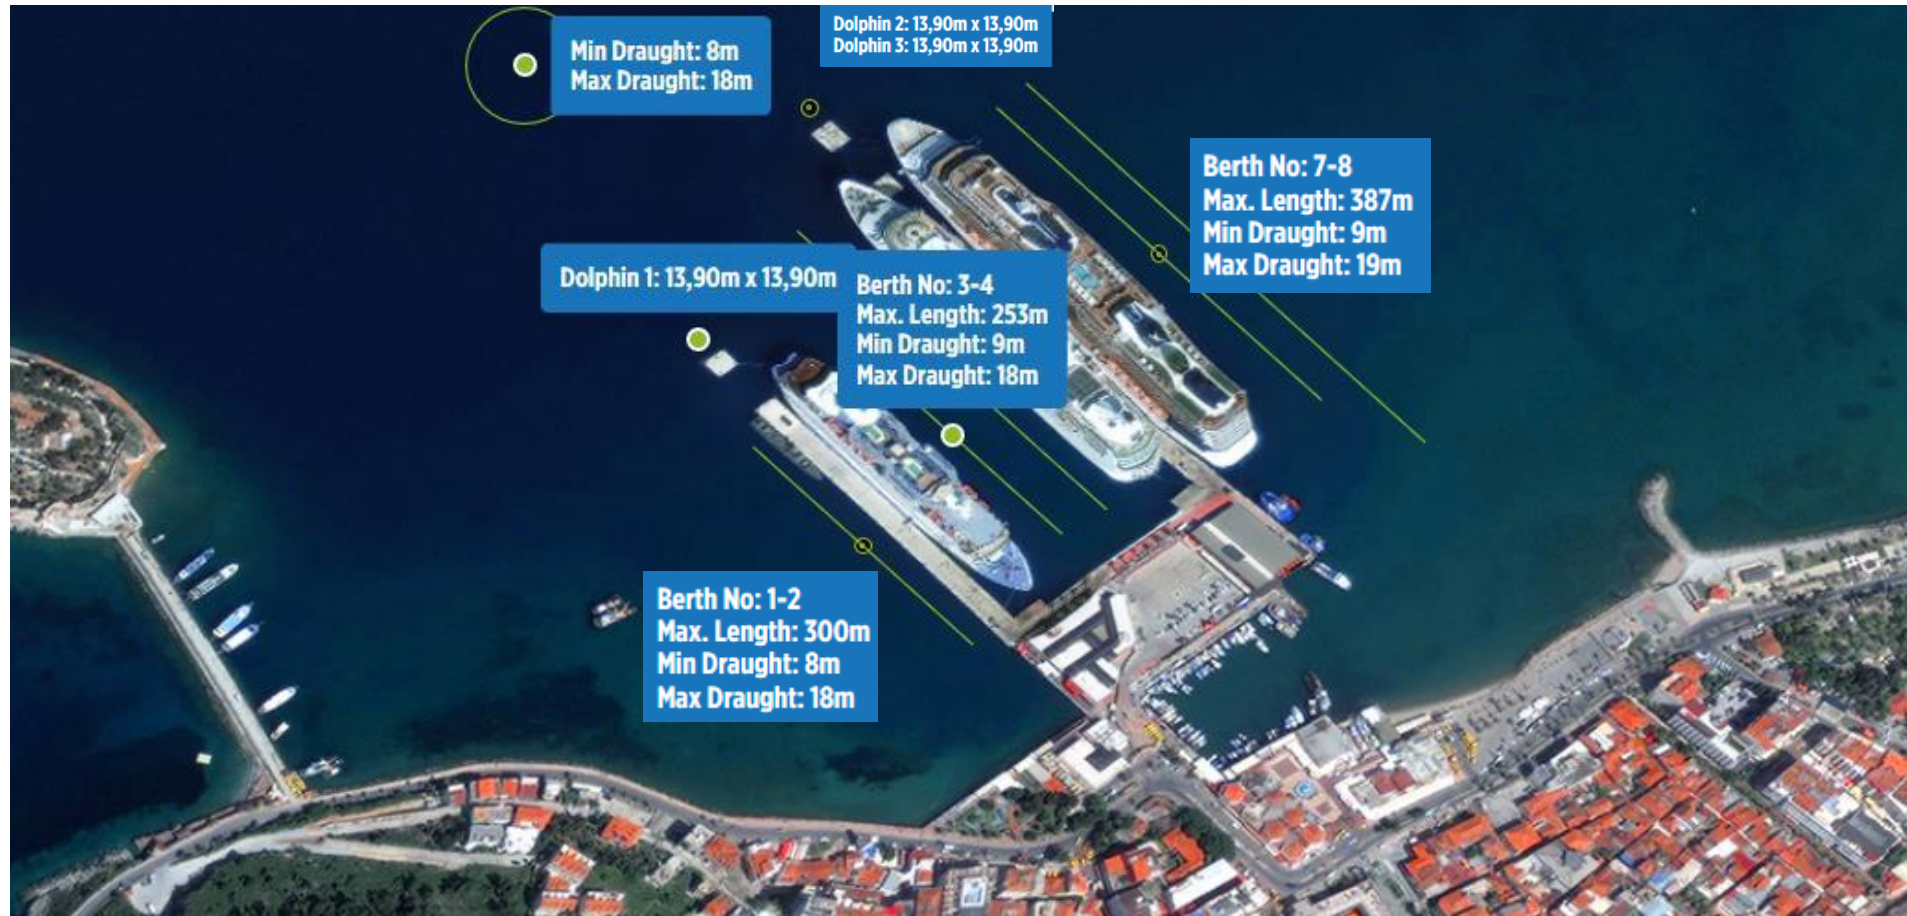 Min Draught: 8m
Max Draught: 18m
Dolphin 2: 13,90m x 13,90m
Dolphin 3: 13,90m x 13,90m
Berth No: 7-8
Max. Length: 387m
Min Draught: 9m
Max Draught: 19m
Dolphin 1: 13,90m x 13,90m
Berth No: 3-4
Max. Length: 253m
Min Draught: 9m
Max Draught: 18m
Berth No: 1-2
Max. Length: 300m
Min Draught: 8m
Max Draught: 18m